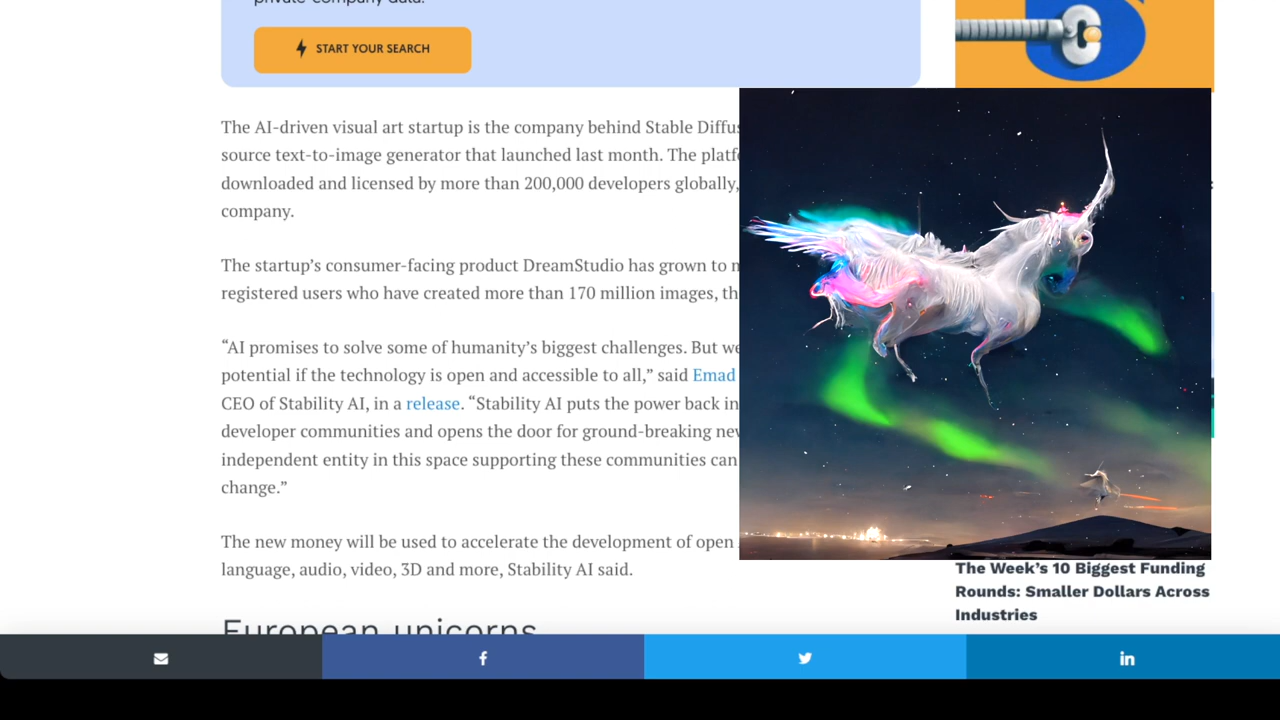 START YOUR SEARCH
The AI-driven visual art startup is the company behind Stable
source text-to-image generator that launched last month. The
downloaded and licensed by more than 200,000 developers globally,
company.
The startup’s consumer-facing product DreamStudio has grown to
registered users who have created more than 170 million images,
“AI promises to solve some of humanity’s biggest challenges. But
potential if the technology is open and accessible to all,” said Emad
CEO of Stability AI, in a release. “Stability AI puts the power back in
developer communities and opens the door for ground-breaking
independent entity in this space supporting these communities can
change.”
The new money will be used to accelerate the development of open
language, audio, video, 3D and more, Stability AI said.
European unicorns
The Week’s 10 Biggest Funding
Rounds: Smaller Dollars Across
Industries